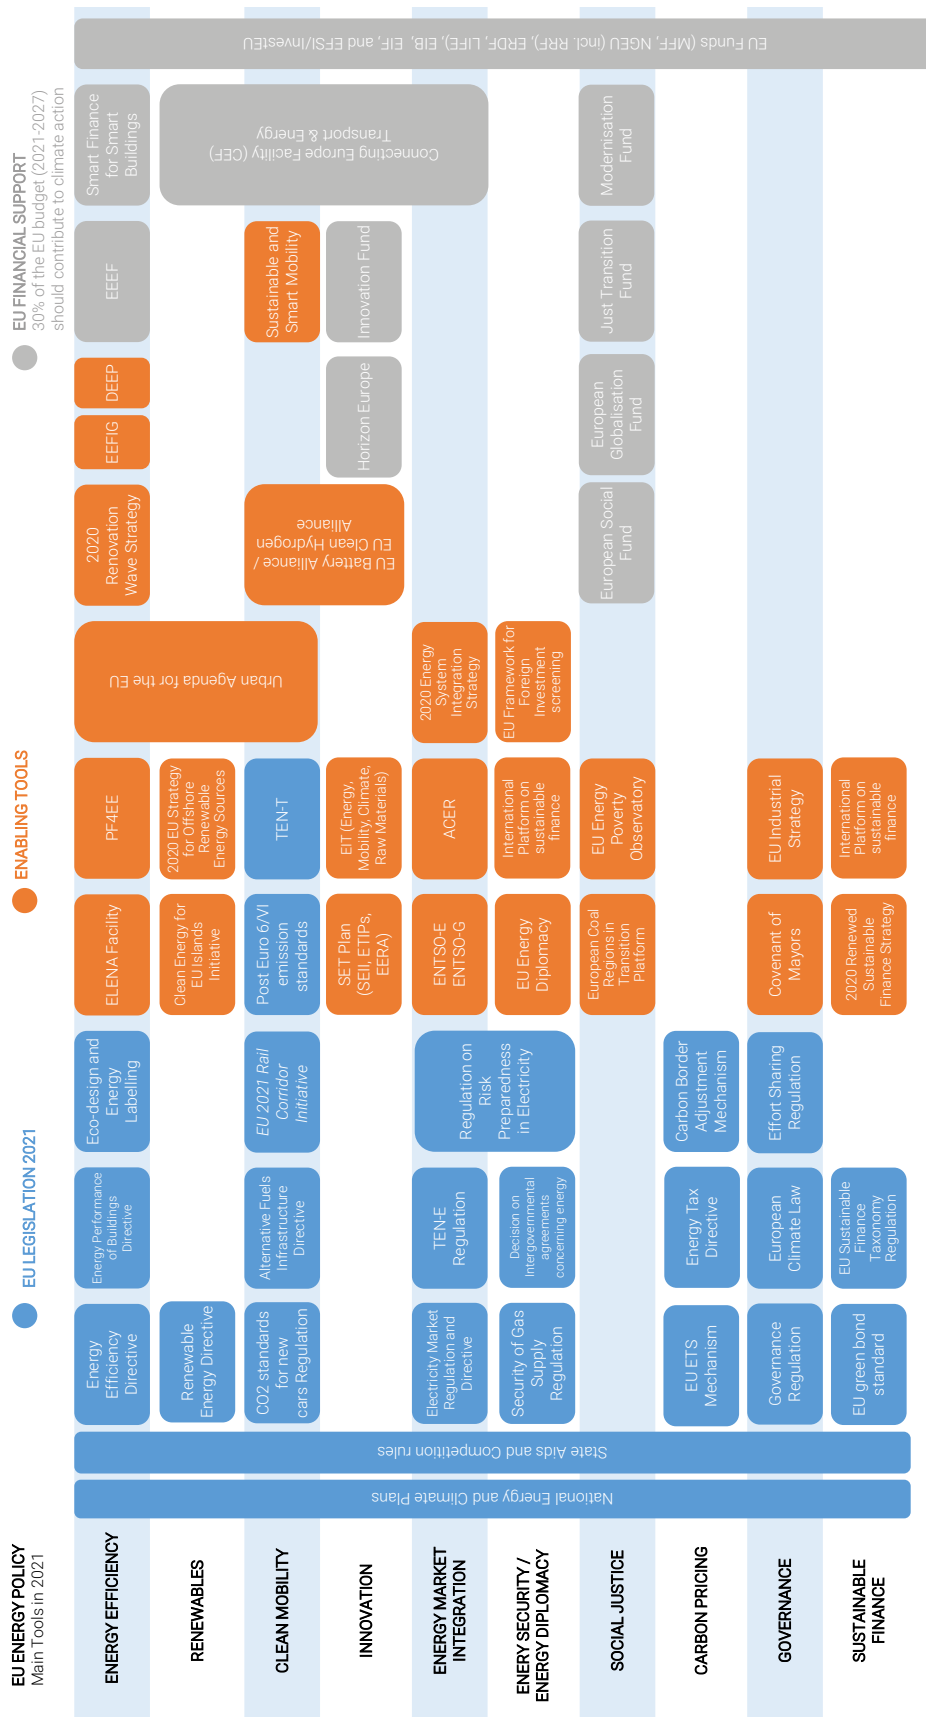 EU ENERGY POLICY
Main Tools in 2021
EU LEGISLATION 2021
ENABLING TOOLS
EU FINANCIAL SUPPORT
30% of the EU budget (2021-2027)
should contribute to climate action
National Energy and Climate Plans
State Aids and Competition rules
EU Funds (MFF, NGEU (incl. RRF), ERDF, LIFE), EIB, EIF, and EFSI/InvestEU
ENERGY EFFICIENCY
Energy
Efficiency
Directive
Energy Performance
of Buildings
Directive
Eco-design and
Energy
Labelling
ELENA Facility
PF4EE
Urban Agenda for the EU
2020
Renovation
Wave Strategy
EEFIG
DEEP
EEEF
Smart Finance
for Smart
Buildings
RENEWABLES
Renewable
Energy Directive
Clean Energy for
EU Islands
Initiative
2020 EU Strategy
for Offshore
Renewable
Energy Sources
Connecting Europe Facility (CEF)
Transport & Energy
CLEAN MOBILITY
CO2 standards
for new
cars Regulation
Alternative Fuels
Infrastructure
Directive
EU 2021 Rail
Corridor
Initiative
Post Euro 6/VI
emission
standards
TEN-T
EU Battery Alliance /
EU Clean Hydrogen
Alliance
Sustainable and
Smart Mobility
INNOVATION
SET Plan
(SEII, ETIPs,
EERA)
EIT (Energy,
Mobility, Climate,
Raw Materials)
Horizon Europe
Innovation Fund
ENERGY MARKET
INTEGRATION
Electricity Market
Regulation and
Directive
TEN-E
Regulation
Regulation on
Risk
Preparedness
in Electricity
ENTSO-E
ENTSO-G
ACER
2020 Energy
System
Integration
Strategy
ENERY SECURITY /
ENERGY DIPLOMACY
Security of Gas
Supply
Regulation
Decision on
Intergovernmental
agreements
concerning energy
EU Energy
Diplomacy
International
Platform on
sustainable
finance
EU Framework for
Foreign
Investment
screening
SOCIAL JUSTICE
European Coal
Regions in
Transition
Platform
EU Energy
Poverty
Observatory
European Social
Fund
European
Globalisation
Fund
Just Transition
Fund
Modernisation
Fund
CARBON PRICING
EU ETS
Mechanism
Energy Tax
Directive
Carbon Border
Adjustment
Mechanism
GOVERNANCE
Governance
Regulation
European
Climate Law
Effort Sharing
Regulation
Covenant of
Mayors
EU Industrial
Strategy
SUSTAINABLE
FINANCE
EU green bond
standard
EU Sustainable
Finance
Taxonomy
Regulation
2020 Renewed
Sustainable
Finance Strategy
International
Platform on
sustainable
finance